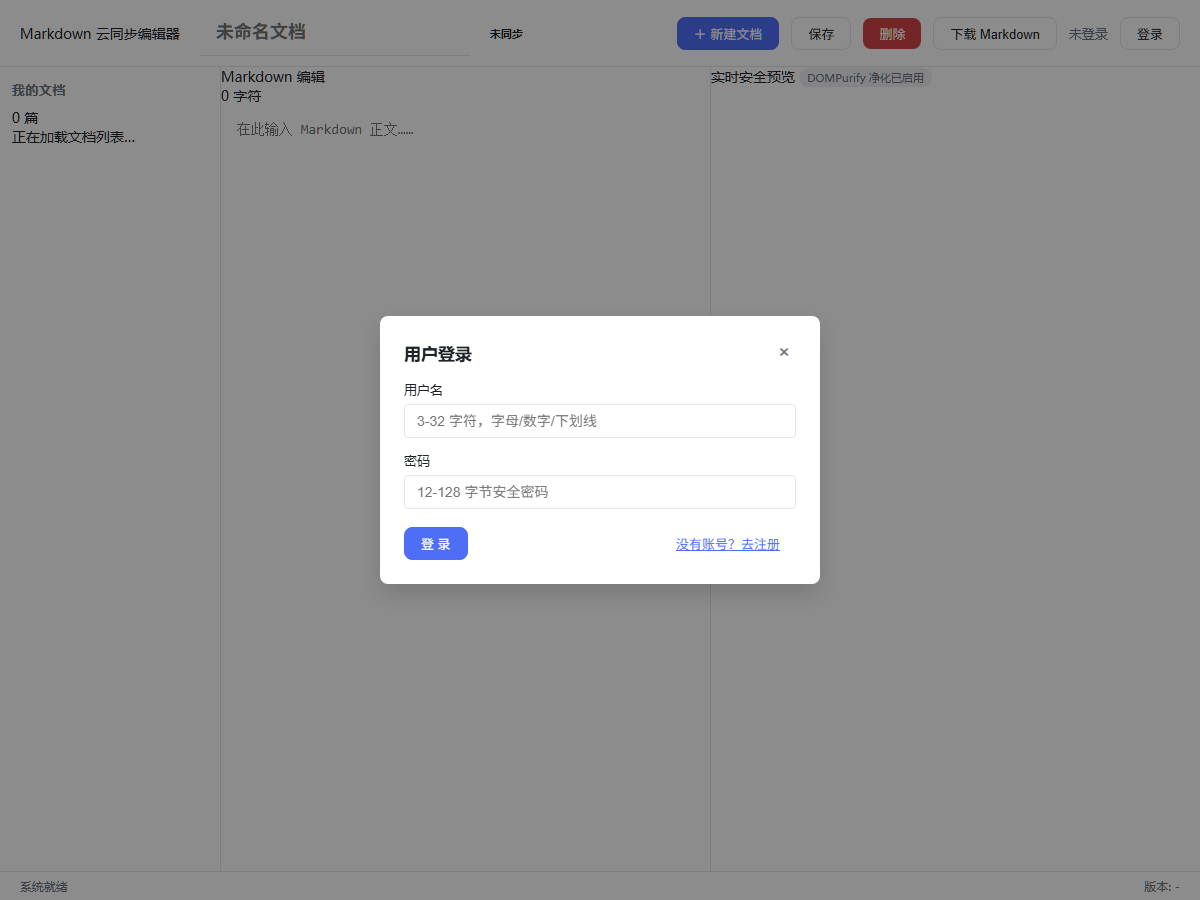 Markdown 云同步编辑器
未命名文档
未同步
＋ 新建文档
保存
删除
下载 Markdown
未登录
登录
我的文档
0 篇
正在加载文档列表...
Markdown 编辑
0 字符
在此输入 Markdown 正文……
实时安全预览 DOMPurify 净化已启用
用户登录
×
用户名
3-32 字符，字母/数字/下划线
密码
12-128 字节安全密码
登 录
没有账号？去注册
系统就绪
版本: -